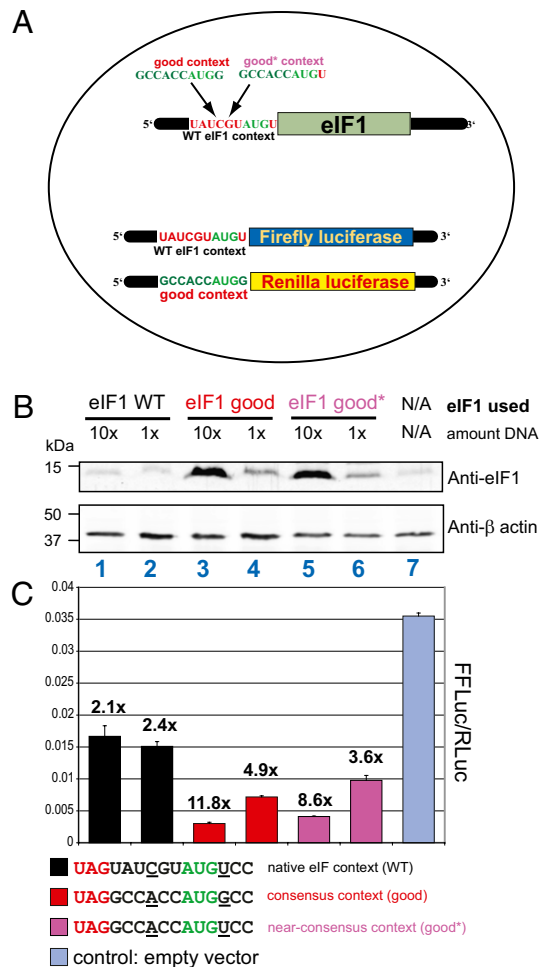 A
good context good* context
GCCACCAUGG GCCACCAUGU
5‘ UAUCGUAUGU eIF1 3‘
WT eIF1 context
5‘ UAUCGUAUGU Firefly luciferase 3‘
WT eIF1 context
5‘ GCCACCAUGG Renilla luciferase 3‘
good context
B eIF1 WT eIF1 good eIF1 good* N/A eIF1 used
kDa 10x 1x 10x 1x 10x 1x N/A amount DNA
15 Anti-eIF1
50
37 Anti-β actin
1 2 3 4 5 6 7
C
0.04
0.035
0.03
0.025
0.02
0.015
0.01
0.005
0
2.1x 2.4x 11.8x 4.9x 8.6x 3.6x
FFLuc/RLuc
UAGUAUCGUAUGUCC native eIF context (WT)
UAGGCCACCAUGGCC consensus context (good)
UAGGCCACCAUGUCC near-consensus context (good*)
control: empty vector